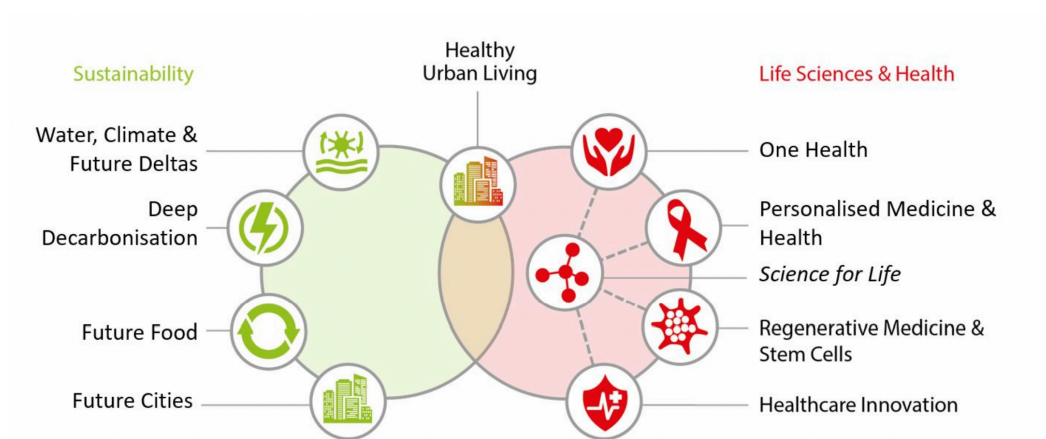 Healthy
Urban Living
Sustainability
Life Sciences & Health
Water, Climate &
Future Deltas
Deep
Decarbonisation
Future Food
Future Cities
One Health
Personalised Medicine &
Health
Science for Life
Regenerative Medicine &
Stem Cells
Healthcare Innovation